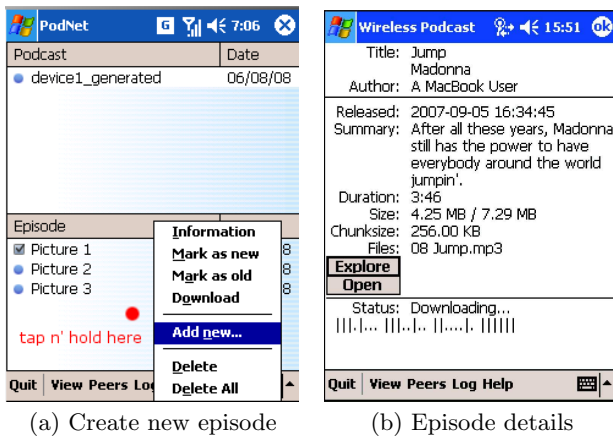 PodNet G 7:06
Podcast Date
device1_generated 06/08/08
Episode
Picture 1 8
Picture 2 8
Picture 3 8
tap n' hold here
Information
Mark as new
Mark as old
Download
Add new...
Delete
Delete All
Quit View Peers Lo
(a) Create new episode
Wireless Podcast 15:51 ok
Title: Jump
Madonna
Author: A MacBook User
Released: 2007-09-05 16:34:45
Summary: After all these years, Madonna
still has the power to have
everybody around the world
jumpin'.
Duration: 3:46
Size: 4.25 MB / 7.29 MB
Chunksize: 256.00 KB
Files: 08 Jump.mp3
Explore
Open
Status: Downloading...
|||.|... |||..|.. ||....|. ||||||
Quit View Peers Log Help
(b) Episode details